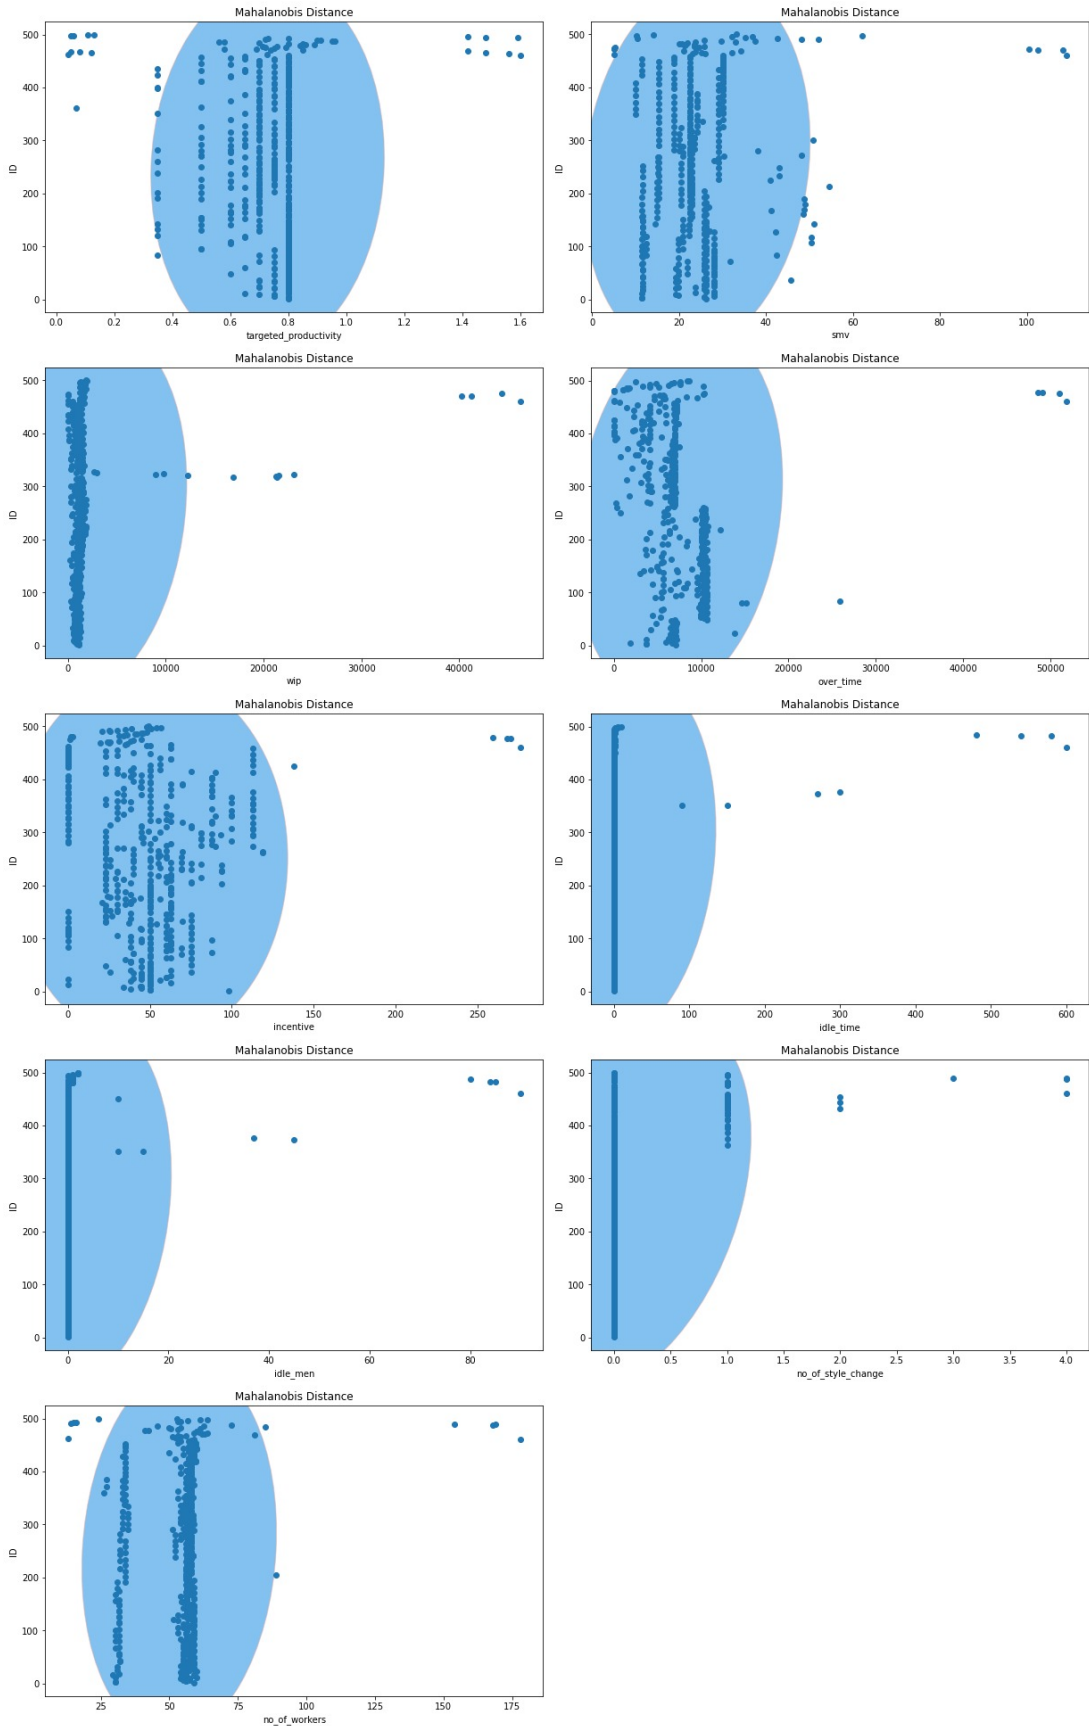 Mahalanobis Distance
ID
500
400
300
200
100
0
0.0 0.2 0.4 0.6 0.8 1.0 1.2 1.4 1.6
targeted_productivity
Mahalanobis Distance
ID
500
400
300
200
100
0
0 20 40 60 80 100
smv
Mahalanobis Distance
ID
500
400
300
200
100
0
0 10000 20000 30000 40000
wip
Mahalanobis Distance
ID
500
400
300
200
100
0
0 10000 20000 30000 40000 50000
over_time
Mahalanobis Distance
ID
500
400
300
200
100
0
0 50 100 150 200 250
incentive
Mahalanobis Distance
ID
500
400
300
200
100
0
0 100 200 300 400 500 600
idle_time
Mahalanobis Distance
ID
500
400
300
200
100
0
0 20 40 60 80
idle_men
Mahalanobis Distance
ID
500
400
300
200
100
0
0.0 0.5 1.0 1.5 2.0 2.5 3.0 3.5 4.0
no_of_style_change
Mahalanobis Distance
ID
500
400
300
200
100
0
25 50 75 100 125 150 175
no_of_workers